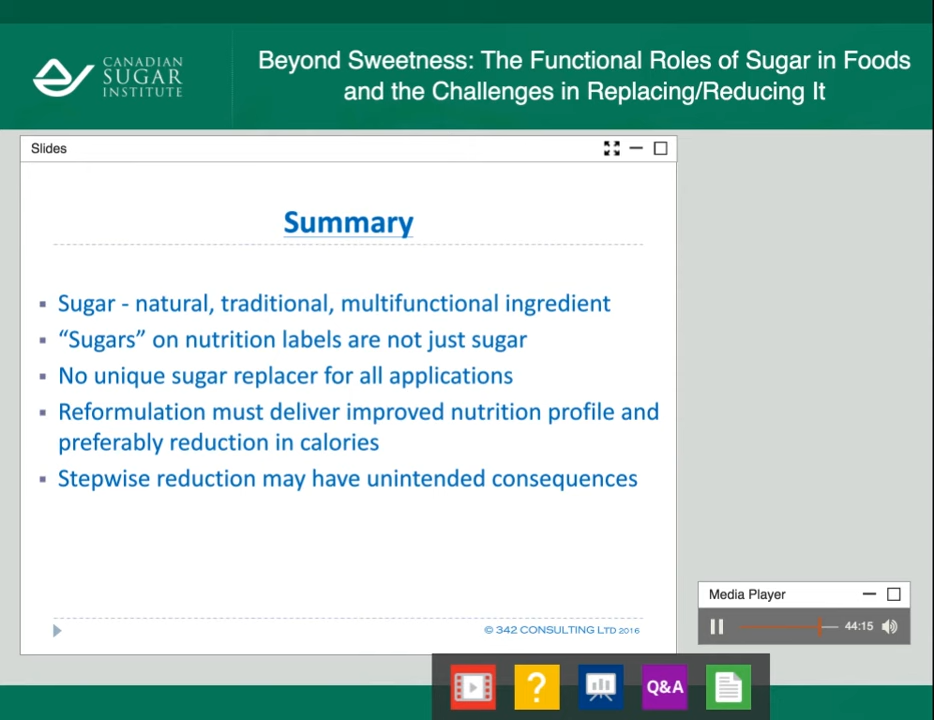 CANADIAN
SUGAR
INSTITUTE
Beyond Sweetness: The Functional Roles of Sugar in Foods
and the Challenges in Replacing/Reducing It
Slides
Summary
Sugar - natural, traditional, multifunctional ingredient
“Sugars” on nutrition labels are not just sugar
No unique sugar replacer for all applications
Reformulation must deliver improved nutrition profile and
preferably reduction in calories
Stepwise reduction may have unintended consequences
© 342 CONSULTING LTD 2016
Media Player
44:15
?
Q&A